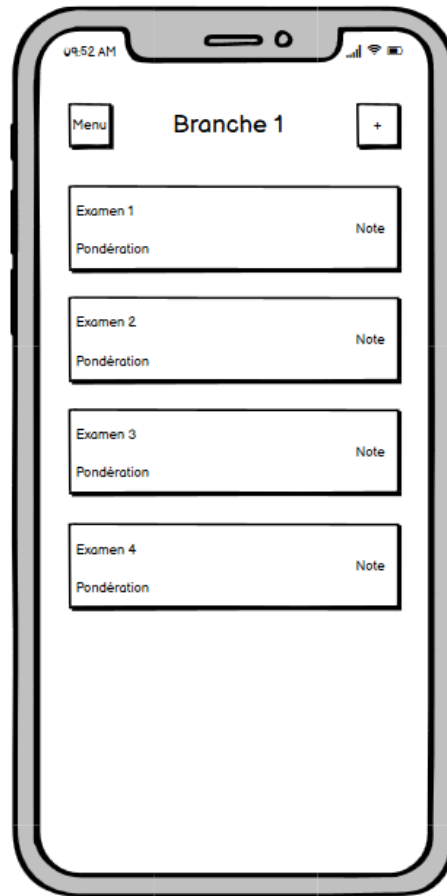 09:52 AM
Menu
Branche 1
+
Examen 1
Note
Pondération
Examen 2
Note
Pondération
Examen 3
Note
Pondération
Examen 4
Note
Pondération